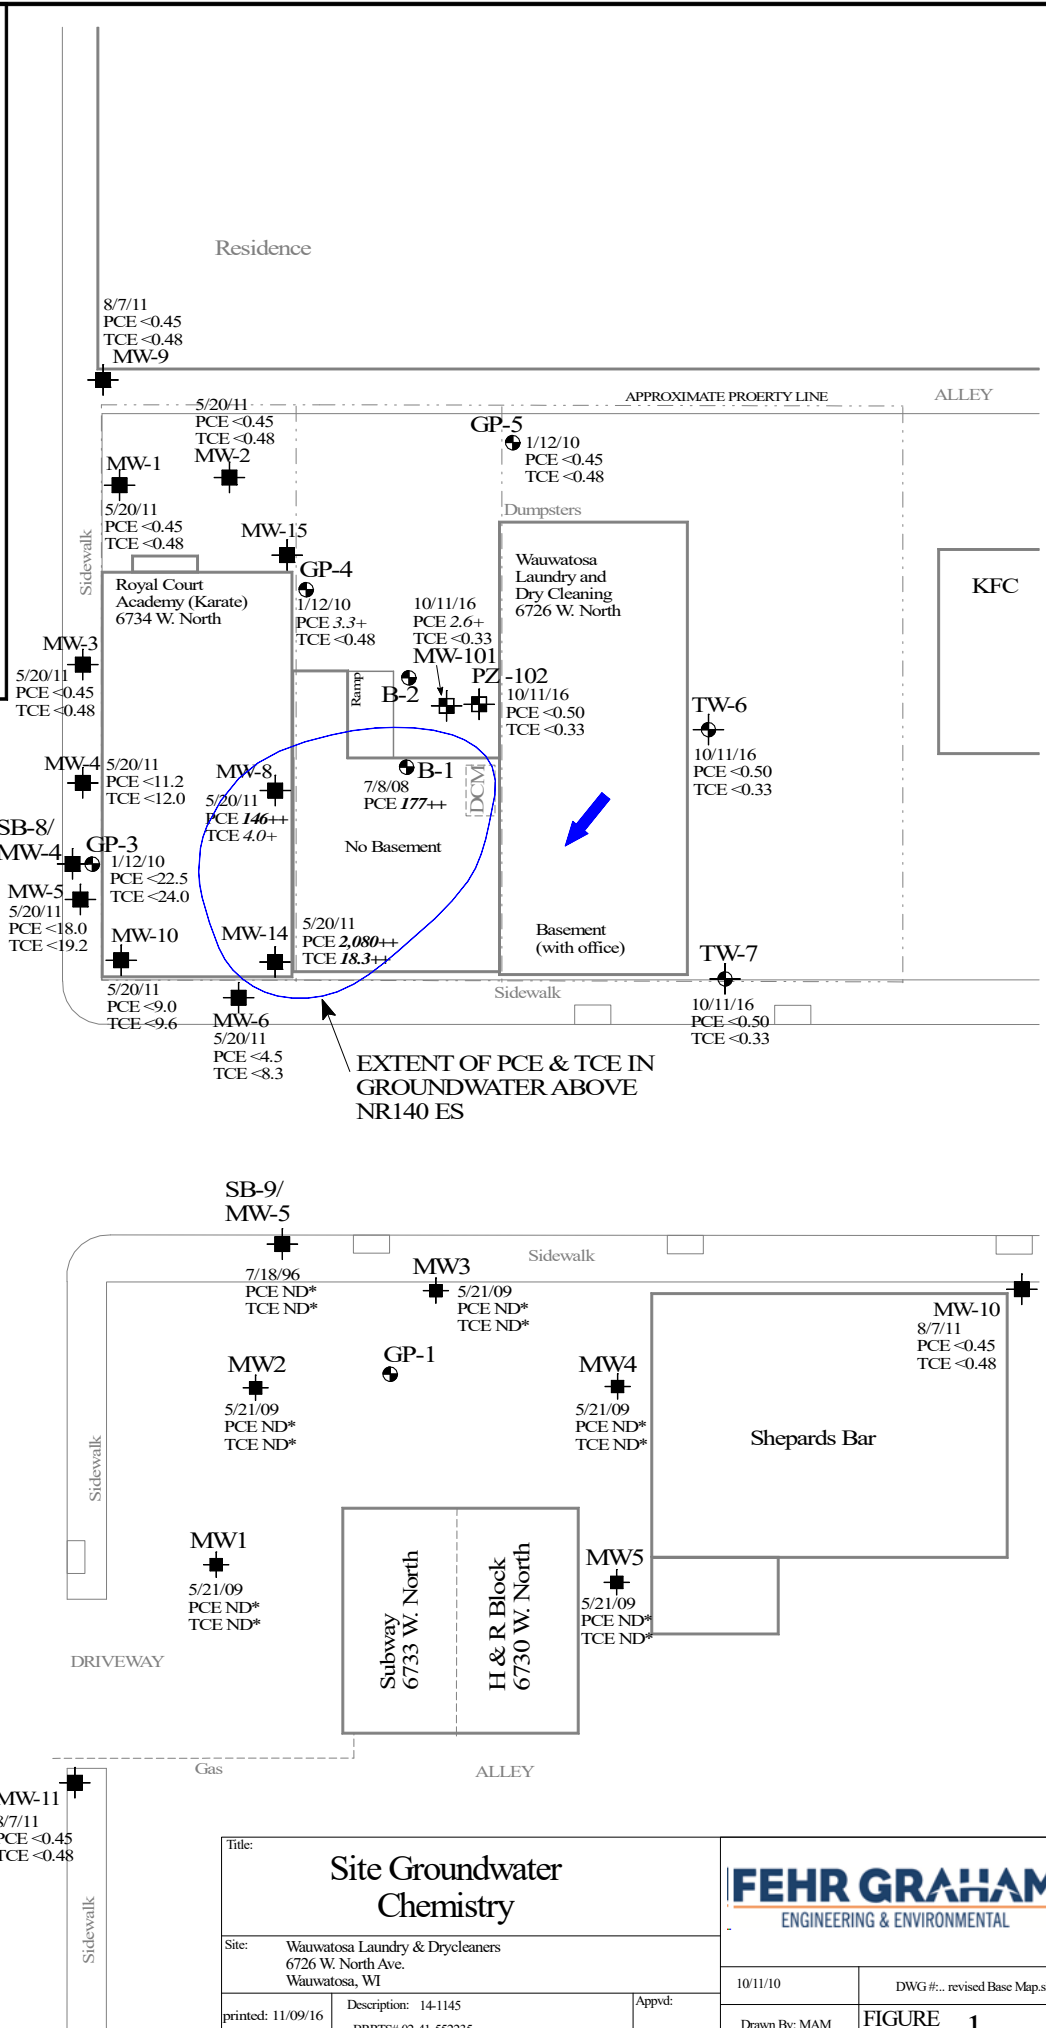 Residence
8/7/11
PCE <0.45
TCE <0.48
MW-9
APPROXIMATE PROERTY LINE
ALLEY
5/20/11
PCE <0.45
TCE <0.48
MW-2
GP-5
1/12/10
PCE <0.45
TCE <0.48
MW-1
5/20/11
PCE <0.45
TCE <0.48
Sidewalk
Dumpsters
MW-15
GP-4
1/12/10
PCE 3.3+
TCE <0.48
Royal Court
Academy (Karate)
6734 W. North
Wauwatosa
Laundry and
Dry Cleaning
6726 W. North
KFC
10/11/16
PCE 2.6+
TCE <0.33
MW-101
PZ -102
10/11/16
PCE <0.50
TCE <0.33
MW-3
5/20/11
PCE <0.45
TCE <0.48
Ramp
B-2
TW-6
10/11/16
PCE <0.50
TCE <0.33
MW-4
5/20/11
PCE <11.2
TCE <12.0
MW-8
5/20/11
PCE 146++
TCE 4.0+
B-1
7/8/08
PCE 177++
DCM
No Basement
SB-8/
MW-4
GP-3
1/12/10
PCE <22.5
TCE <24.0
MW-5
5/20/11
PCE <18.0
TCE <19.2
MW-10
5/20/11
PCE <9.0
TCE <9.6
MW-14
5/20/11
PCE 2,080++
TCE 18.3++
Basement
(with office)
TW-7
10/11/16
PCE <0.50
TCE <0.33
Sidewalk
MW-6
5/20/11
PCE <4.5
TCE <8.3
EXTENT OF PCE & TCE IN
GROUNDWATER ABOVE
NR140 ES
SB-9/
MW-5
7/18/96
PCE ND*
TCE ND*
Sidewalk
MW3
5/21/09
PCE ND*
TCE ND*
MW-10
8/7/11
PCE <0.45
TCE <0.48
MW2
5/21/09
PCE ND*
TCE ND*
GP-1
MW4
5/21/09
PCE ND*
TCE ND*
Shepards Bar
Sidewalk
MW1
5/21/09
PCE ND*
TCE ND*
Subway
6733 W. North
H & R Block
6730 W. North
MW5
5/21/09
PCE ND*
TCE ND*
DRIVEWAY
Gas
ALLEY
MW-11
8/7/11
PCE <0.45
TCE <0.48
Sidewalk
Title:
Site Groundwater
Chemistry
FEHR GRAHAM
ENGINEERING & ENVIRONMENTAL
Site: Wauwatosa Laundry & Drycleaners
6726 W. North Ave.
Wauwatosa, WI
10/11/10
DWG #:.. revised Base Map.s
printed: 11/09/16
Description: 14-1145
Appvd:
Drawn By: MAM
FIGURE 1